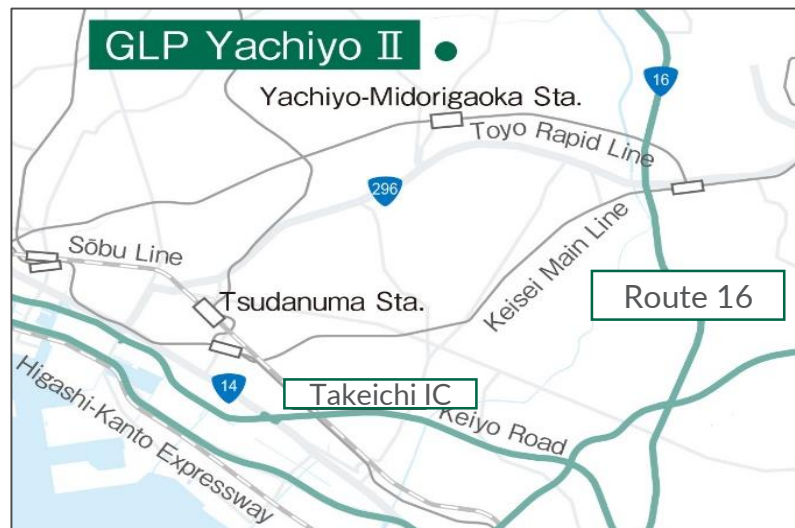 GLP Yachiyo Ⅱ
16
Yachiyo-Midorigaoka Sta.
Toyo Rapid Line
296
Sōbu Line
Keisei Main Line
Route 16
Tsudanuma Sta.
14
Takeichi IC
Keiyo Road
Higashi-Kanto Expressway